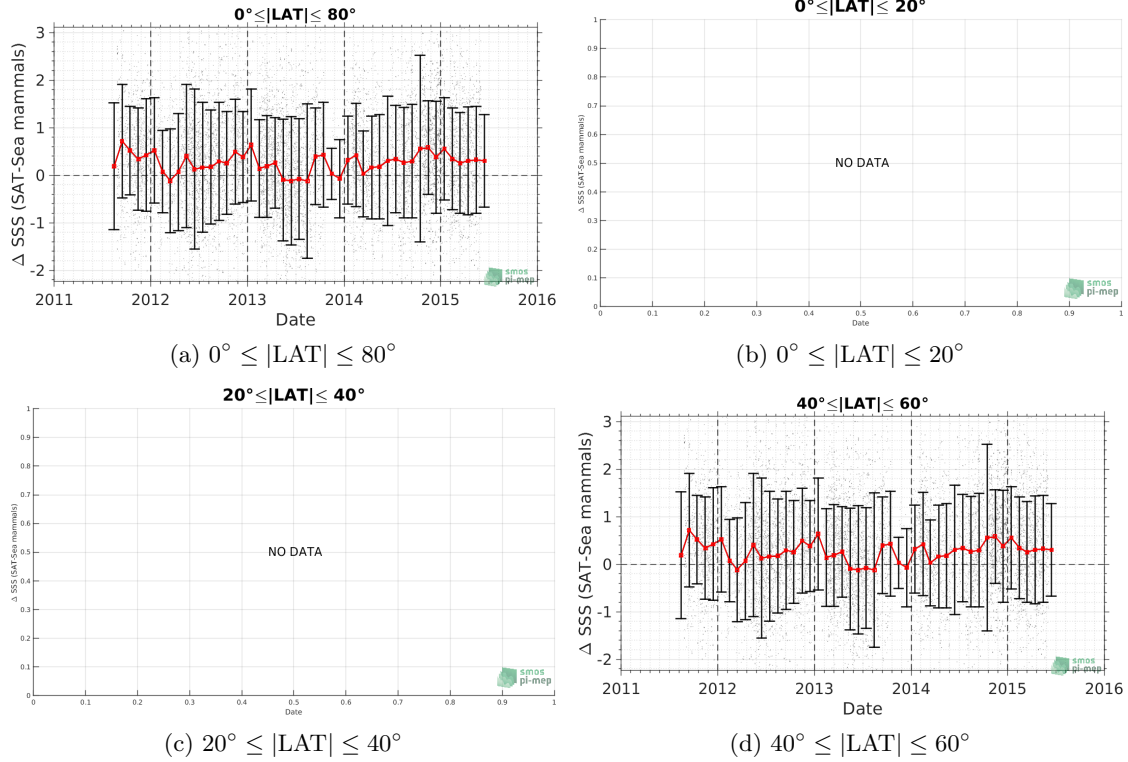 0°≤|LAT|≤ 80°
Δ SSS (SAT-Sea mammals)
3
2
1
0
-1
-2
2011 2012 2013 2014 2015 2016
Date
smos
pi-mep
(a) 0° ≤ |LAT| ≤ 80°
0°≤|LAT|≤ 20°
Δ SSS (SAT-Sea mammals)
1
0.9
0.8
0.7
0.6
0.5
0.4
0.3
0.2
0.1
0
NO DATA
0 0.1 0.2 0.3 0.4 0.5 0.6 0.7 0.8 0.9 1
Date
smos
pi-mep
(b) 0° ≤ |LAT| ≤ 20°
20°≤|LAT|≤ 40°
Δ SSS (SAT-Sea mammals)
1
0.9
0.8
0.7
0.6
0.5
0.4
0.3
0.2
0.1
0
NO DATA
0 0.1 0.2 0.3 0.4 0.5 0.6 0.7 0.8 0.9 1
Date
smos
pi-mep
(c) 20° ≤ |LAT| ≤ 40°
40°≤|LAT|≤ 60°
Δ SSS (SAT-Sea mammals)
3
2
1
0
-1
-2
2011 2012 2013 2014 2015 2016
Date
smos
pi-mep
(d) 40° ≤ |LAT| ≤ 60°